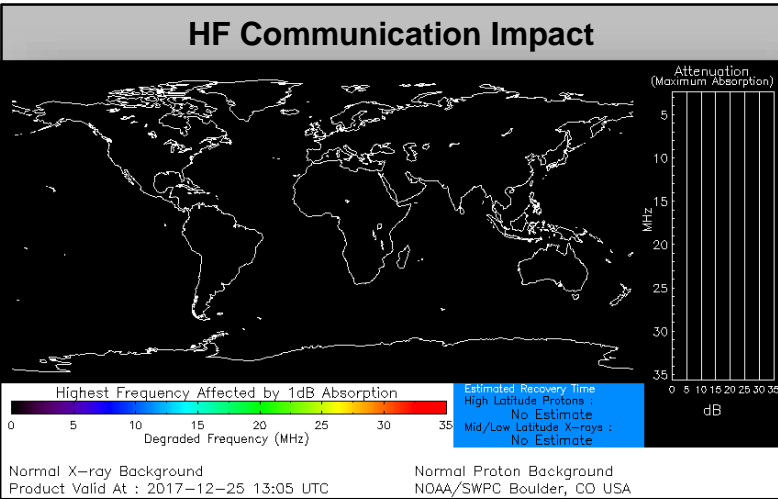 HF Communication Impact
Attenuation
(Maximum Absorption)
5
10
15
20
25
30
35
MHz
0 5 10 15 20 25 30 35
dB
Highest Frequency Affected by 1dB Absorption
0 5 10 15 20 25 30 35
Degraded Frequency (MHz)
Estimated Recovery Time
High Latitude Protons :
No Estimate
Mid/Low Latitude X-rays :
No Estimate
Normal X-ray Background
Product Valid At : 2017-12-25 13:05 UTC
Normal Proton Background
NOAA/SWPC Boulder, CO USA